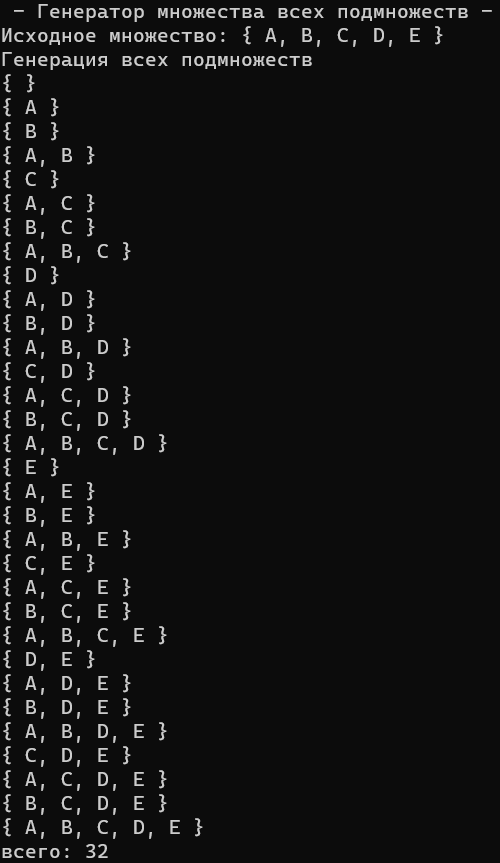 - Генератор множества всех подмножеств -
Исходное множество: { A, B, C, D, E }
Генерация всех подмножеств
{ }
{ A }
{ B }
{ A, B }
{ C }
{ A, C }
{ B, C }
{ A, B, C }
{ D }
{ A, D }
{ B, D }
{ A, B, D }
{ C, D }
{ A, C, D }
{ B, C, D }
{ A, B, C, D }
{ E }
{ A, E }
{ B, E }
{ A, B, E }
{ C, E }
{ A, C, E }
{ B, C, E }
{ A, B, C, E }
{ D, E }
{ A, D, E }
{ B, D, E }
{ A, B, D, E }
{ C, D, E }
{ A, C, D, E }
{ B, C, D, E }
{ A, B, C, D, E }
всего: 32